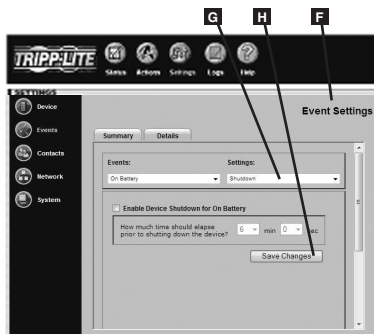 G H F
TRIPP·LITE
Status Actions Settings Logs Help
SETTINGS
Device
Event Settings
Events
Summary Details
Contacts
Events: Settings:
On Battery Shutdown
Network
System
Enable Device Shutdown for On Battery
How much time should elapse
prior to shutting down the device? 6 min 0 sec
Save Changes